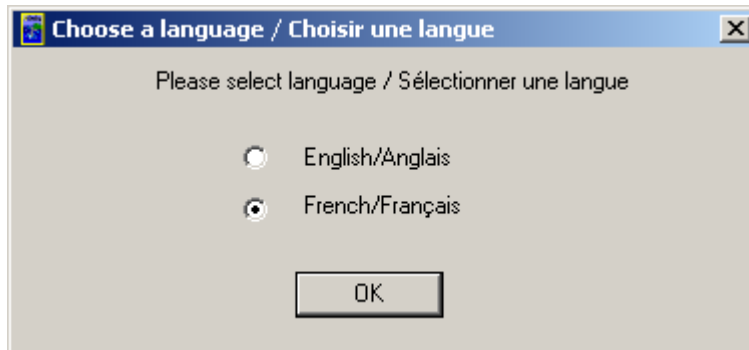 Choose a language / Choisir une langue
Please select language / Sélectionner une langue
English/Anglais
French/Français
OK